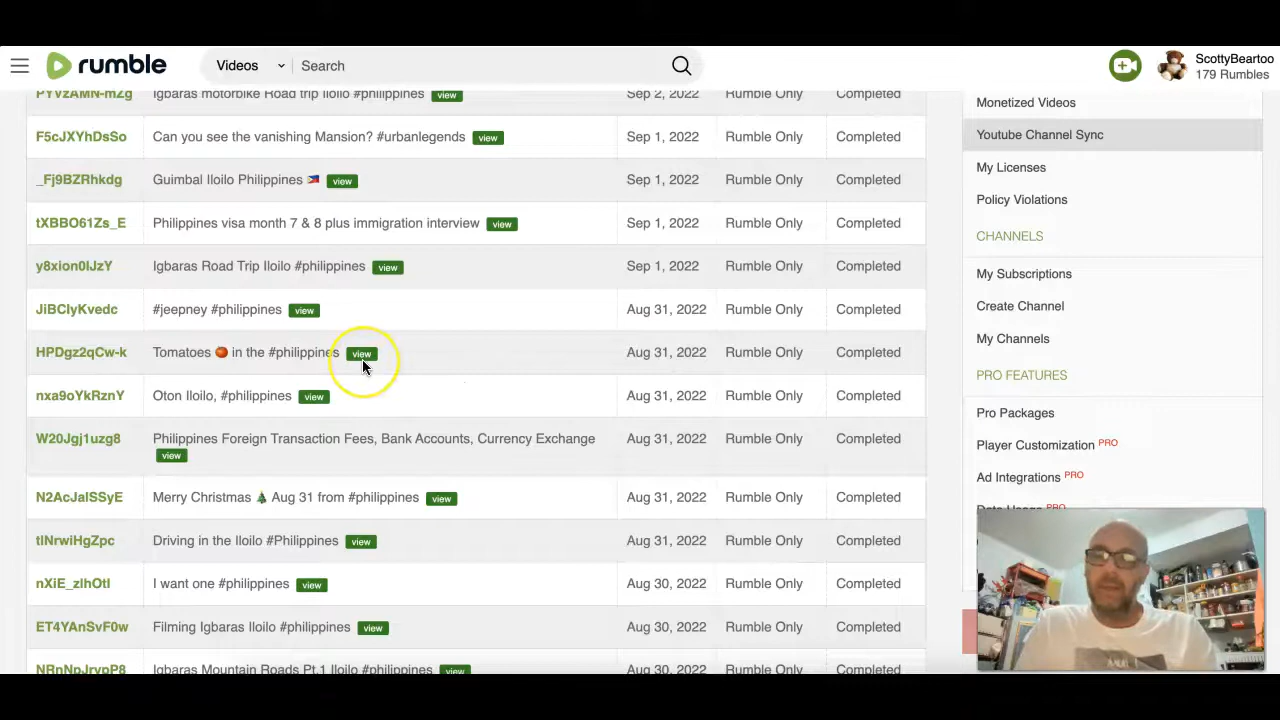 rumble
Videos
Search
ScottyBeartoo
179 Rumbles
PYVzAMN-mZg Igbaras motorbike Road trip Iloilo #philippines view Sep 2, 2022 Rumble Only Completed
F5cJXYhDsSo Can you see the vanishing Mansion? #urbanlegends view Sep 1, 2022 Rumble Only Completed
_Fj9BZRhkdg Guimbal Iloilo Philippines 🇵🇭 view Sep 1, 2022 Rumble Only Completed
tXBBO61Zs_E Philippines visa month 7 & 8 plus immigration interview view Sep 1, 2022 Rumble Only Completed
y8xion0IJzY Igbaras Road Trip Iloilo #philippines view Sep 1, 2022 Rumble Only Completed
JiBClyKvedc #jeepney #philippines view Aug 31, 2022 Rumble Only Completed
HPDgz2qCw-k Tomatoes 🍅 in the #philippines view Aug 31, 2022 Rumble Only Completed
nxa9oYkRznY Oton Iloilo, #philippines view Aug 31, 2022 Rumble Only Completed
W20Jgj1uzg8 Philippines Foreign Transaction Fees, Bank Accounts, Currency Exchange Aug 31, 2022 Rumble Only Completed
view
N2AcJalSSyE Merry Christmas 🎄 Aug 31 from #philippines view Aug 31, 2022 Rumble Only Completed
tlNrwiHgZpc Driving in the Iloilo #Philippines view Aug 31, 2022 Rumble Only Completed
nXiE_zlhOtI I want one #philippines view Aug 30, 2022 Rumble Only Completed
ET4YAnSvF0w Filming Igbaras Iloilo #philippines view Aug 30, 2022 Rumble Only Completed
NRnNpJrvpP8 Igbaras Mountain Roads Pt.1 Iloilo #philippines view Aug 30, 2022 Rumble Only Completed
Monetized Videos
Youtube Channel Sync
My Licenses
Policy Violations
CHANNELS
My Subscriptions
Create Channel
My Channels
PRO FEATURES
Pro Packages
Player Customization PRO
Ad Integrations PRO
Data Usage PRO